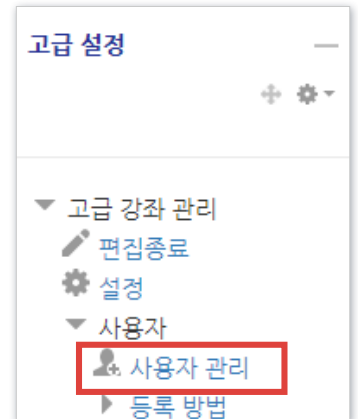 고급 설정
고급 강좌 관리
편집종료
설정
사용자
사용자 관리
등록 방법